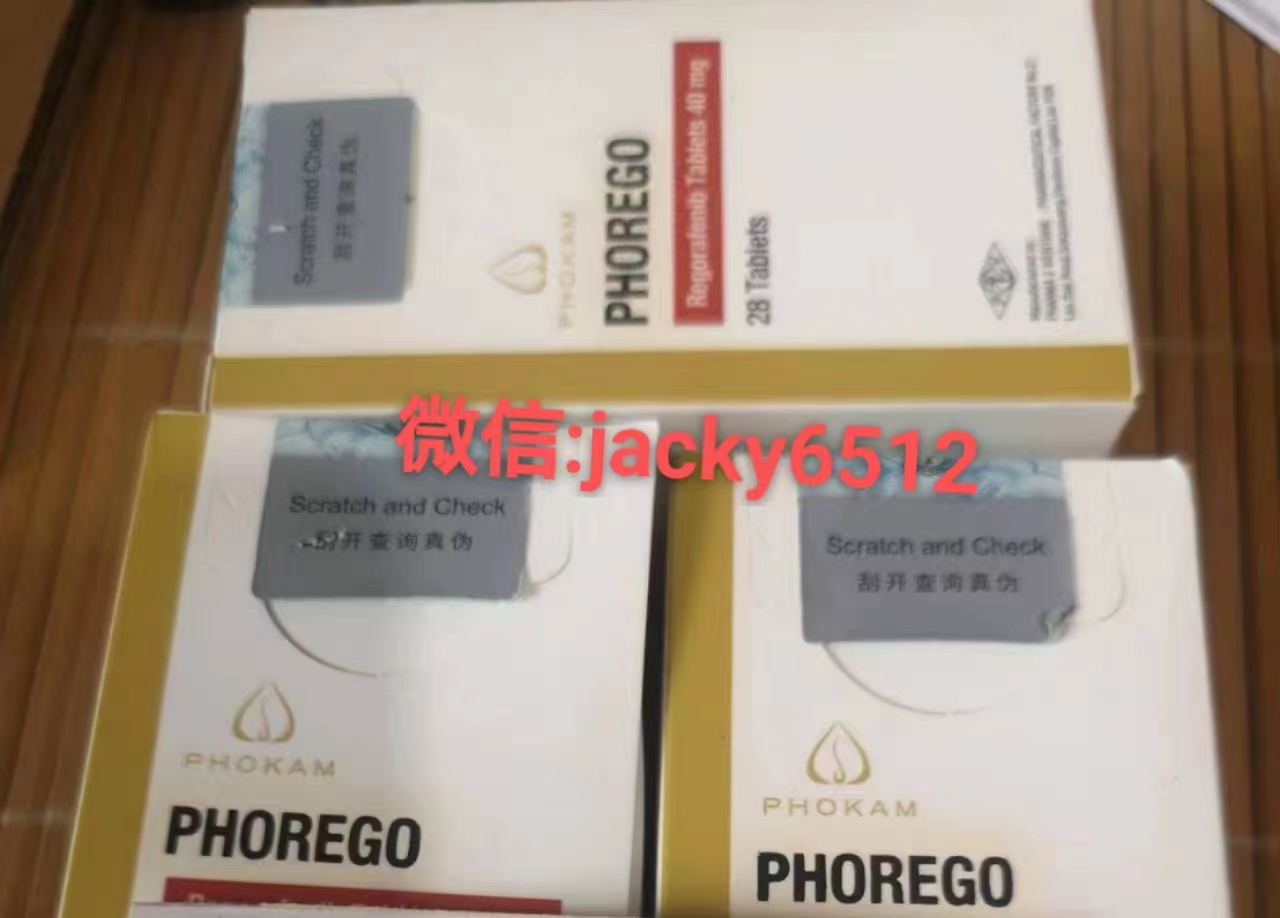 Scratch and Check
刮开查询真伪
PHOKAM
PHOREGO
Regorafenib Tablets 40 mg
28 Tablets
微信:jacky6512
Scratch and Check
刮开查询真伪
PHOKAM
PHOREGO
Scratch and Check
刮开查询真伪
PHOKAM
PHOREGO